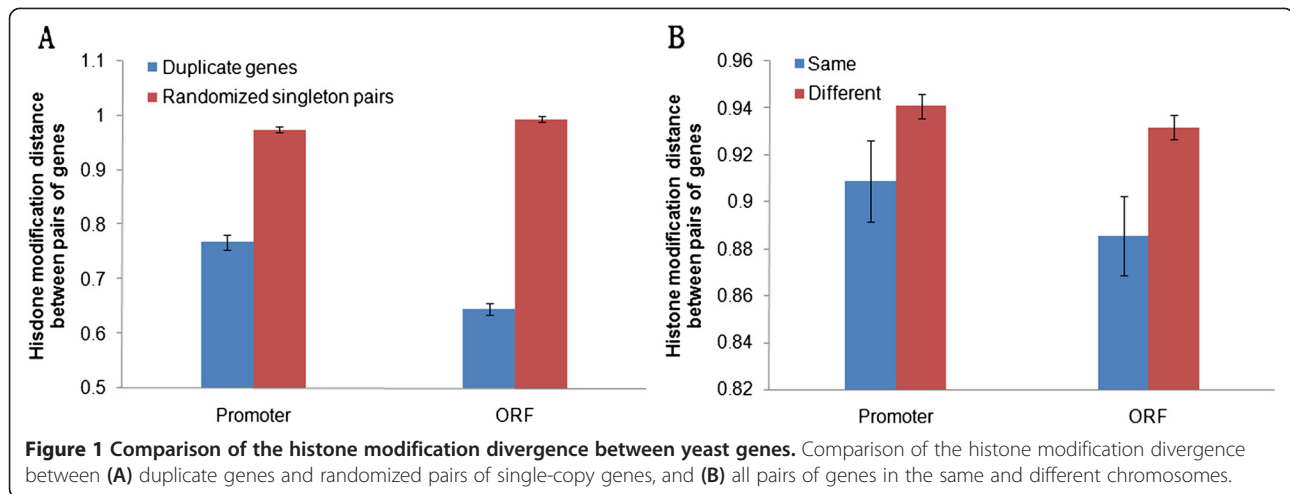 A
Duplicate genes
Randomized singleton pairs
Hisdone modification distance
between pairs of genes
1.1
1
0.9
0.8
0.7
0.6
0.5
Promoter
ORF
B
Same
Different
Histone modification distance
between pairs of genes
0.96
0.94
0.92
0.9
0.88
0.86
0.84
0.82
Promoter
ORF
Figure 1 Comparison of the histone modification divergence between yeast genes. Comparison of the histone modification divergence
between (A) duplicate genes and randomized pairs of single-copy genes, and (B) all pairs of genes in the same and different chromosomes.